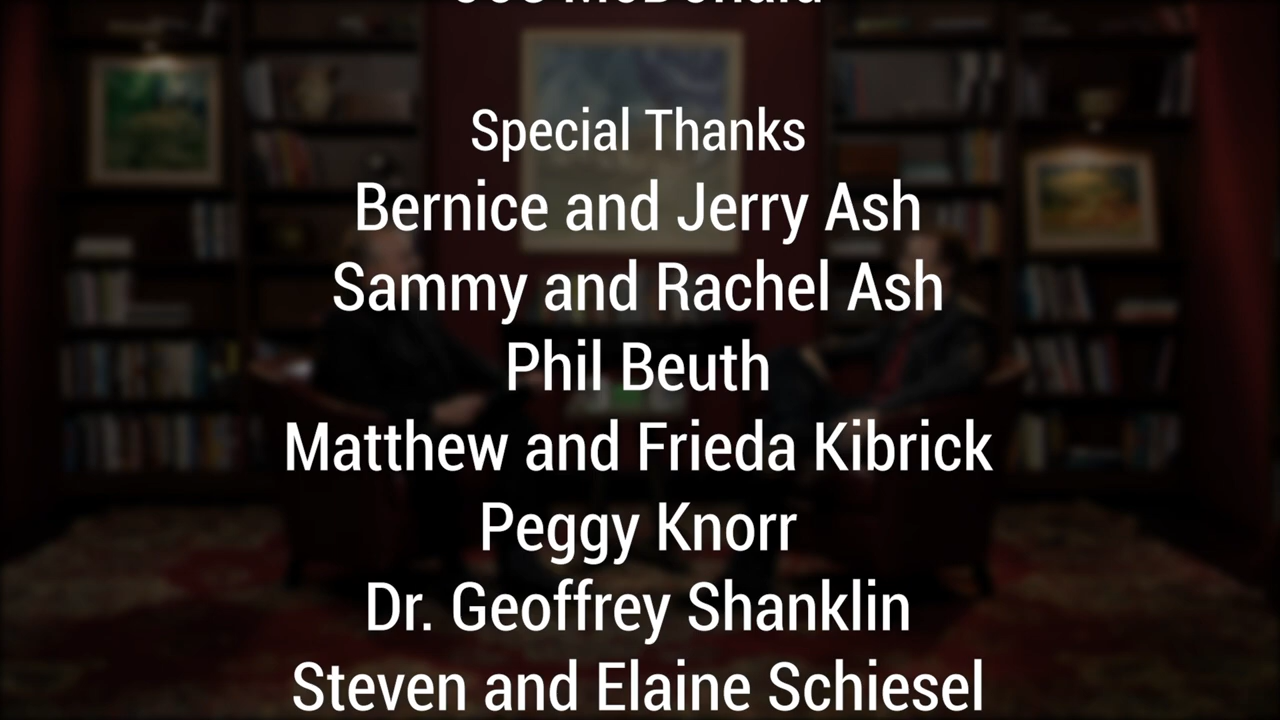 McDonald
Special Thanks
Bernice and Jerry Ash
Sammy and Rachel Ash
Phil Beuth
Matthew and Frieda Kibrick
Peggy Knorr
Dr. Geoffrey Shanklin
Steven and Elaine Schiesel